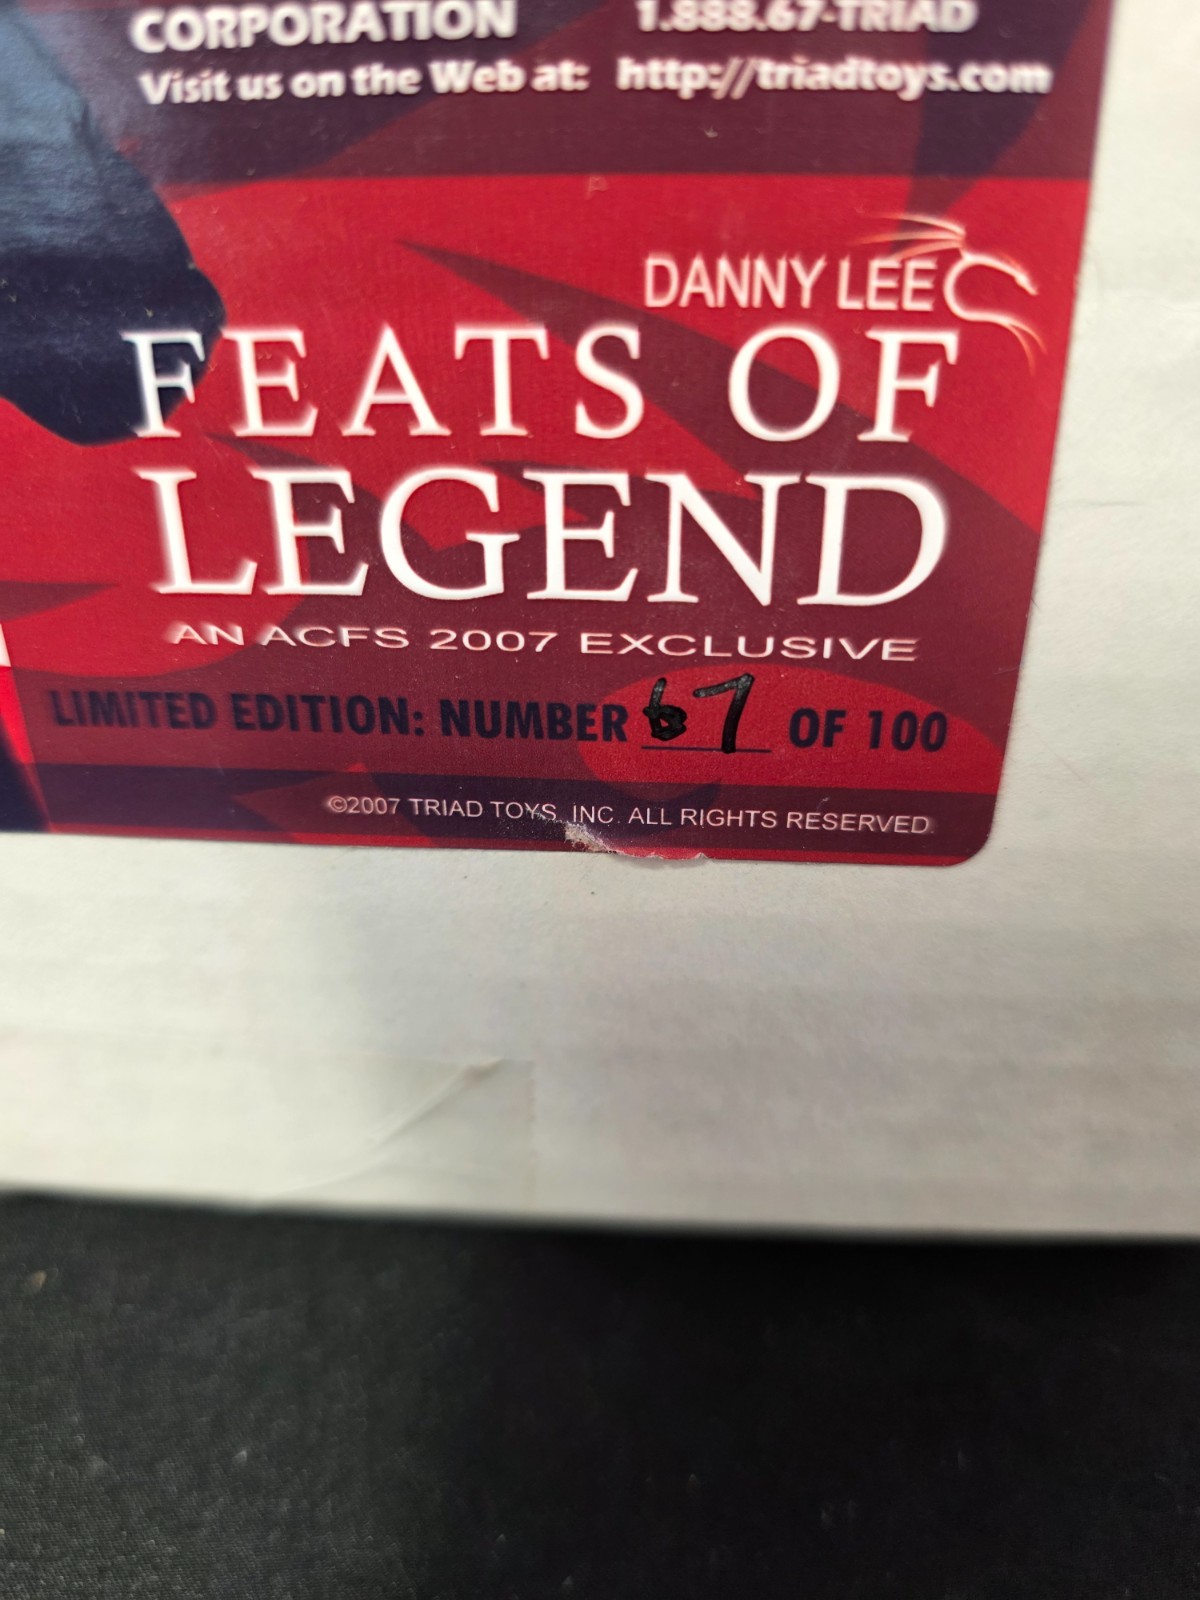 CORPORATION 1.888.67-TRIAD
Visit us on the Web at: http://triadtoys.com
DANNY LEE
FEATS OF
LEGEND
AN ACFS 2007 EXCLUSIVE
LIMITED EDITION: NUMBER 67 OF 100
©2007 TRIAD TOYS, INC. ALL RIGHTS RESERVED.